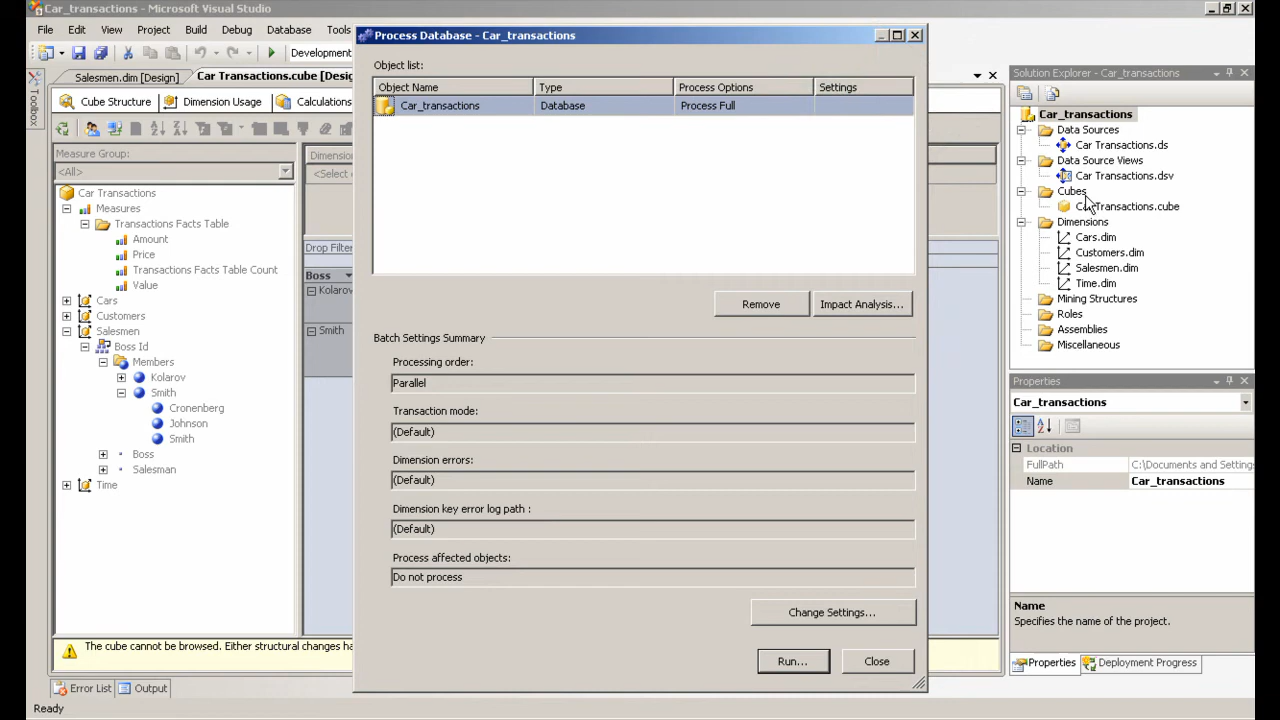 Car_transactions - Microsoft Visual Studio
File Edit View Project Build Debug Database Tools
Development
Salesmen.dim [Design] Car Transactions.cube [Desig
Cube Structure Dimension Usage Calculations
Measure Group:
<All>
Car Transactions
Measures
Transactions Facts Table
Amount
Price
Transactions Facts Table Count
Value
Cars
Customers
Salesmen
Boss Id
Members
Kolarov
Smith
Cronenberg
Johnson
Smith
Boss
Salesman
Time
Toolbox
Dimension
<Select
Drop Filter
Boss
Kolarov
Smith
The cube cannot be browsed. Either structural changes ha
Error List Output
Ready
Process Database - Car_transactions
Object list:
Object Name Type Process Options Settings
Car_transactions Database Process Full
Remove Impact Analysis...
Batch Settings Summary
Processing order:
Parallel
Transaction mode:
(Default)
Dimension errors:
(Default)
Dimension key error log path :
(Default)
Process affected objects:
Do not process
Change Settings...
Run... Close
Solution Explorer - Car_transactions
Car_transactions
Data Sources
Car Transactions.ds
Data Source Views
Car Transactions.dsv
Cubes
Car Transactions.cube
Dimensions
Cars.dim
Customers.dim
Salesmen.dim
Time.dim
Mining Structures
Roles
Assemblies
Miscellaneous
Properties
Car_transactions
Location
FullPath C:\Documents and Setting
Name Car_transactions
Name
Specifies the name of the project.
Properties Deployment Progress